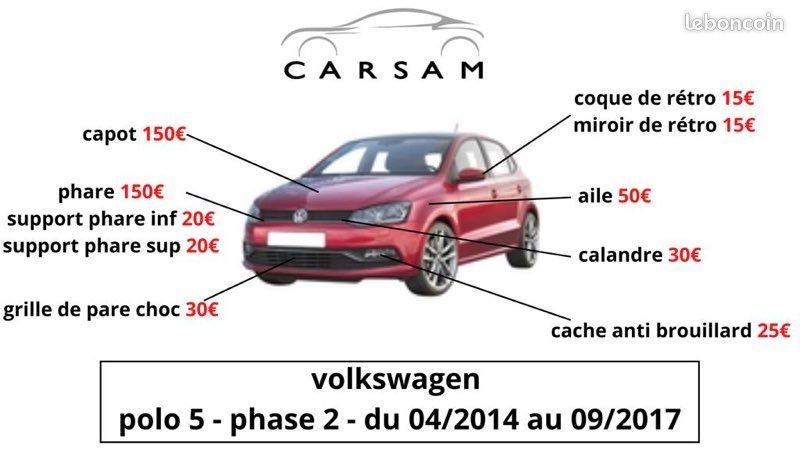 leboncoin
CARSAM
coque de rétro 15€
miroir de rétro 15€
capot 150€
phare 150€
support phare inf 20€
support phare sup 20€
aile 50€
calandre 30€
grille de pare choc 30€
cache anti brouillard 25€
volkswagen
polo 5 - phase 2 - du 04/2014 au 09/2017